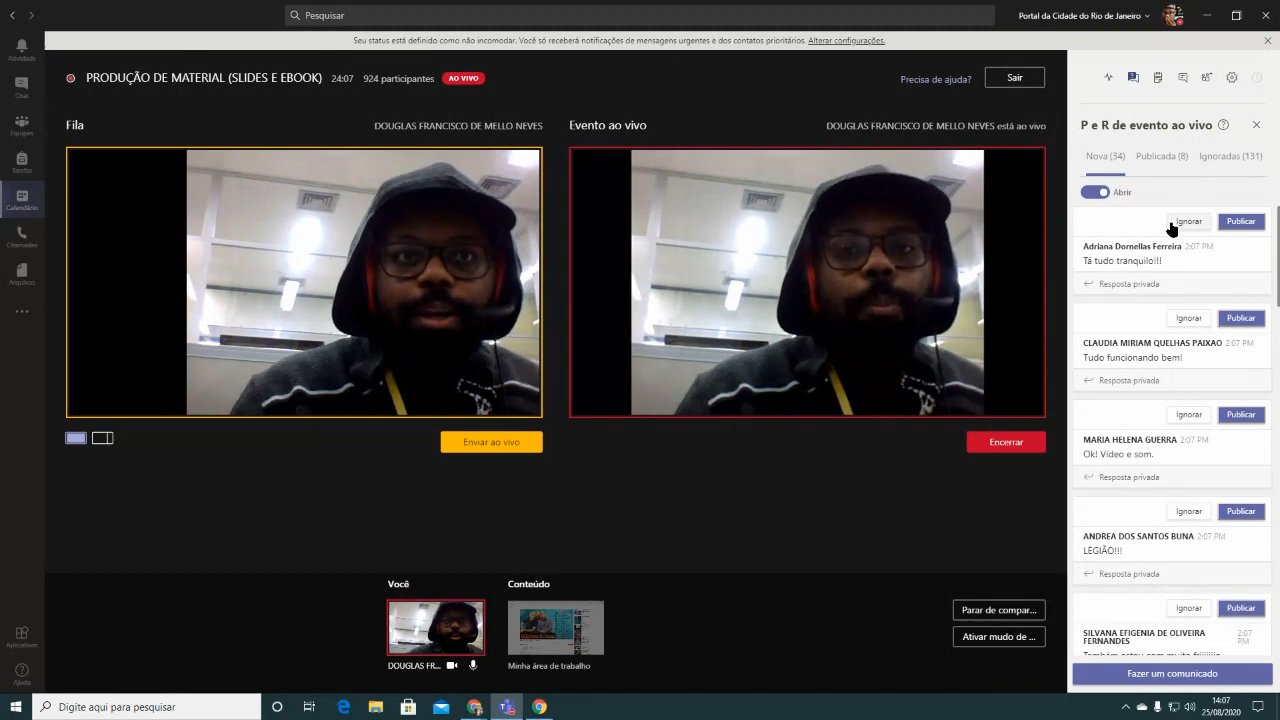 Pesquisar
Portal da Cidade do Rio de Janeiro
Seu status está definido como não incomodar. Você só receberá notificações de mensagens urgentes e dos contatos prioritários. Alterar configurações.
Atividade
Chat
Equipes
Tarefas
Calendário
Chamadas
Arquivos
Aplicativos
Ajuda
PRODUÇÃO DE MATERIAL (SLIDES E EBOOK) 24:07 924 participantes AO VIVO
Precisa de ajuda? Sair
Fila DOUGLAS FRANCISCO DE MELLO NEVES
Evento ao vivo DOUGLAS FRANCISCO DE MELLO NEVES está ao vivo
Enviar ao vivo
Encerrar
Você
Conteúdo
DOUGLAS FR...
Minha área de trabalho
Parar de compar...
Ativar mudo de ...
P e R de evento ao vivo
Nova (34) Publicada (8) Ignoradas (131)
Abrir
Ignorar Publicar
Adriana Dornellas Ferreira 2:07 PM
Tá tudo tranquilo!!!
Resposta privada
Ignorar Publicar
CLAUDIA MIRIAM QUELHAS PAIXAO 2:07 PM
Tudo funcionando bem!
Resposta privada
Ignorar Publicar
MARIA HELENA GUERRA 2:07 PM
Ok! Vídeo e som.
Resposta privada
Ignorar Publicar
ANDREA DOS SANTOS BUNA 2:07 PM
LEGIÃO!!!
Resposta privada
Ignorar Publicar
SILVANA EFIGENIA DE OLIVEIRA 2:07
FERNANDES PM
Fazer um comunicado
Digite aqui para pesquisar
14:07
25/08/2020